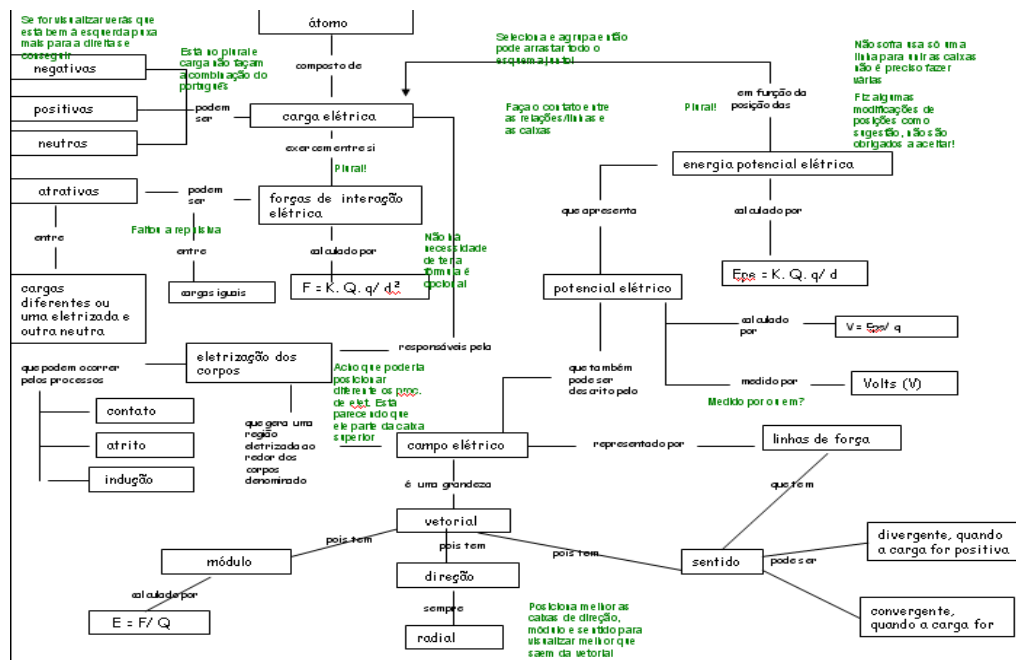 Se for visualizar verás que
está bem à esquerda puxa
mais para a direita se
conseguir
átomo
Seleciona e agrupa então
pode arrastar todo o
esquema junto!
Não sofra usa só uma
linha para unir as caixas
não é preciso fazer
várias
Está no plural e
carga não façam
a combinação do
português
negativas
composto de
em função da
posição das
Plural!
Fiz algumas
modificações de
posições como
sugestão, não são
obrigados a aceitar!
positivas
podem
ser
carga elétrica
Faça o contato entre
as relações/linhas e
as caixas
neutras
exercem entre si
Plural!
energia potencial elétrica
atrativas
podem
ser
forças de interação
elétrica
que apresenta
calculado por
Faltou a repulsiva
entre
entre
calculado por
Não há
necessidade
de ter a
fórmula é
opcional
Epe = K. Q. q/ d
cargas
diferentes ou
uma eletrizada e
outra neutra
cargas iguais
F = K. Q. q/ d²
potencial elétrico
calculado
por
V = Epe/ q
eletrização dos
corpos
responsáveis pela
que podem ocorrer
pelos processos
Acho que poderia
posicionar
diferente os proc.
de elet. Está
parecendo que
ele parte da caixa
superior
que também
pode ser
descrito pelo
medido por
Volts (V)
Medido por ou em?
contato
que gera uma
região
eletrizada ao
redor dos
corpos
denominado
atrito
campo elétrico
representado por
linhas de força
indução
é uma grandeza
que tem
vetorial
pois tem
pois tem
pois tem
módulo
direção
sentido
pode ser
divergente, quando
a carga for positiva
calculado por
sempre
E = F/ Q
radial
Posiciona melhor as
caixas de direção,
módulo e sentido para
visualizar melhor que
saem da vetorial
convergente,
quando a carga for